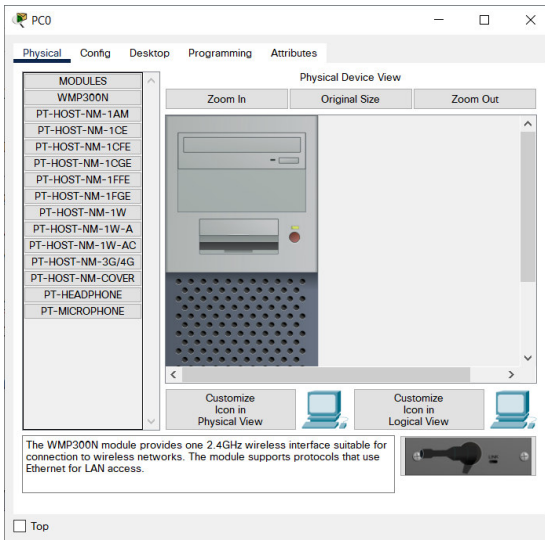 PC0
Physical Config Desktop Programming Attributes
MODULES
WMP300N
PT-HOST-NM-1AM
PT-HOST-NM-1CE
PT-HOST-NM-1CFE
PT-HOST-NM-1CGE
PT-HOST-NM-1FFE
PT-HOST-NM-1FGE
PT-HOST-NM-1W
PT-HOST-NM-1W-A
PT-HOST-NM-1W-AC
PT-HOST-NM-3G/4G
PT-HOST-NM-COVER
PT-HEADPHONE
PT-MICROPHONE
Physical Device View
Zoom In Original Size Zoom Out
Customize
Icon in
Physical View
Customize
Icon in
Logical View
The WMP300N module provides one 2.4GHz wireless interface suitable for
connection to wireless networks. The module supports protocols that use
Ethernet for LAN access.
Top